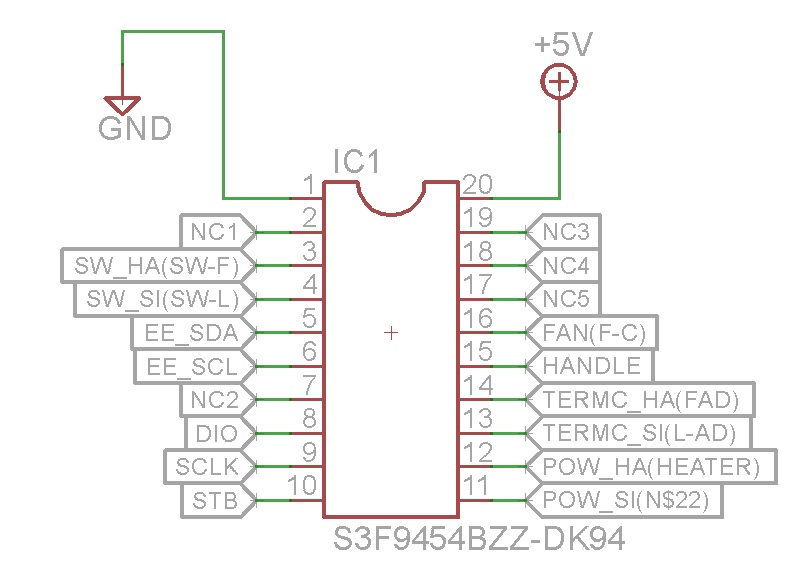 +5V
GND
IC1
1 20
NC1 2 19 NC3
SW_HA(SW-F) 3 18 NC4
SW_SI(SW-L) 4 17 NC5
EE_SDA 5 16 FAN(F-C)
EE_SCL 6 15 HANDLE
NC2 7 14 TERMC_HA(FAD)
DIO 8 13 TERMC_SI(L-AD)
SCLK 9 12 POW_HA(HEATER)
STB 10 11 POW_SI(N$22)
S3F9454BZZ-DK94